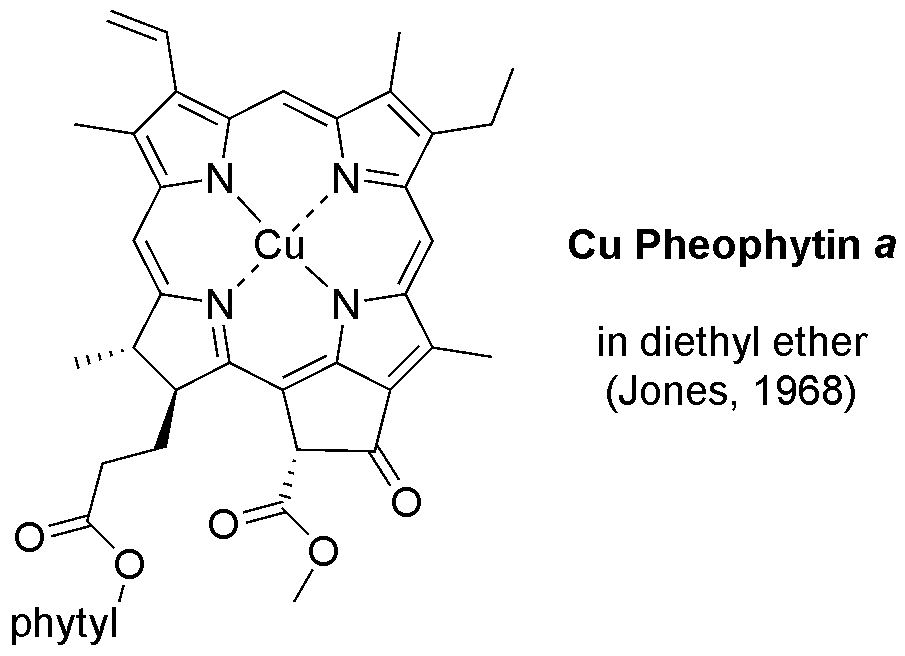 N
N
Cu
N
N
O
O
O
O
O
phytyl
Cu Pheophytin a
in diethyl ether
(Jones, 1968)